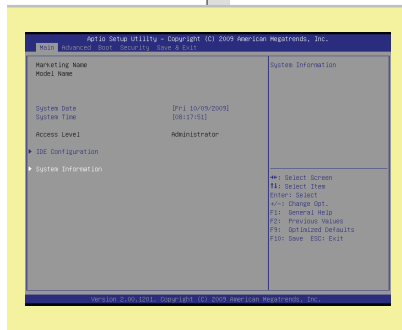 Aptio Setup Utility - Copyright (C) 2009 American Megatrends, Inc.
Main Advanced Boot Security Save & Exit
Marketing Name
Model Name
System Date [Fri 10/09/2009]
System Time [08:17:51]
Access Level Administrator
▶ IDE Configuration
▶ System Information
System Information
↔: Select Screen
↑↓: Select Item
Enter: Select
+/-: Change Opt.
F1: General Help
F2: Previous Values
F9: Optimized Defaults
F10: Save ESC: Exit
Version 2.00.1201. Copyright (C) 2009 American Megatrends, Inc.